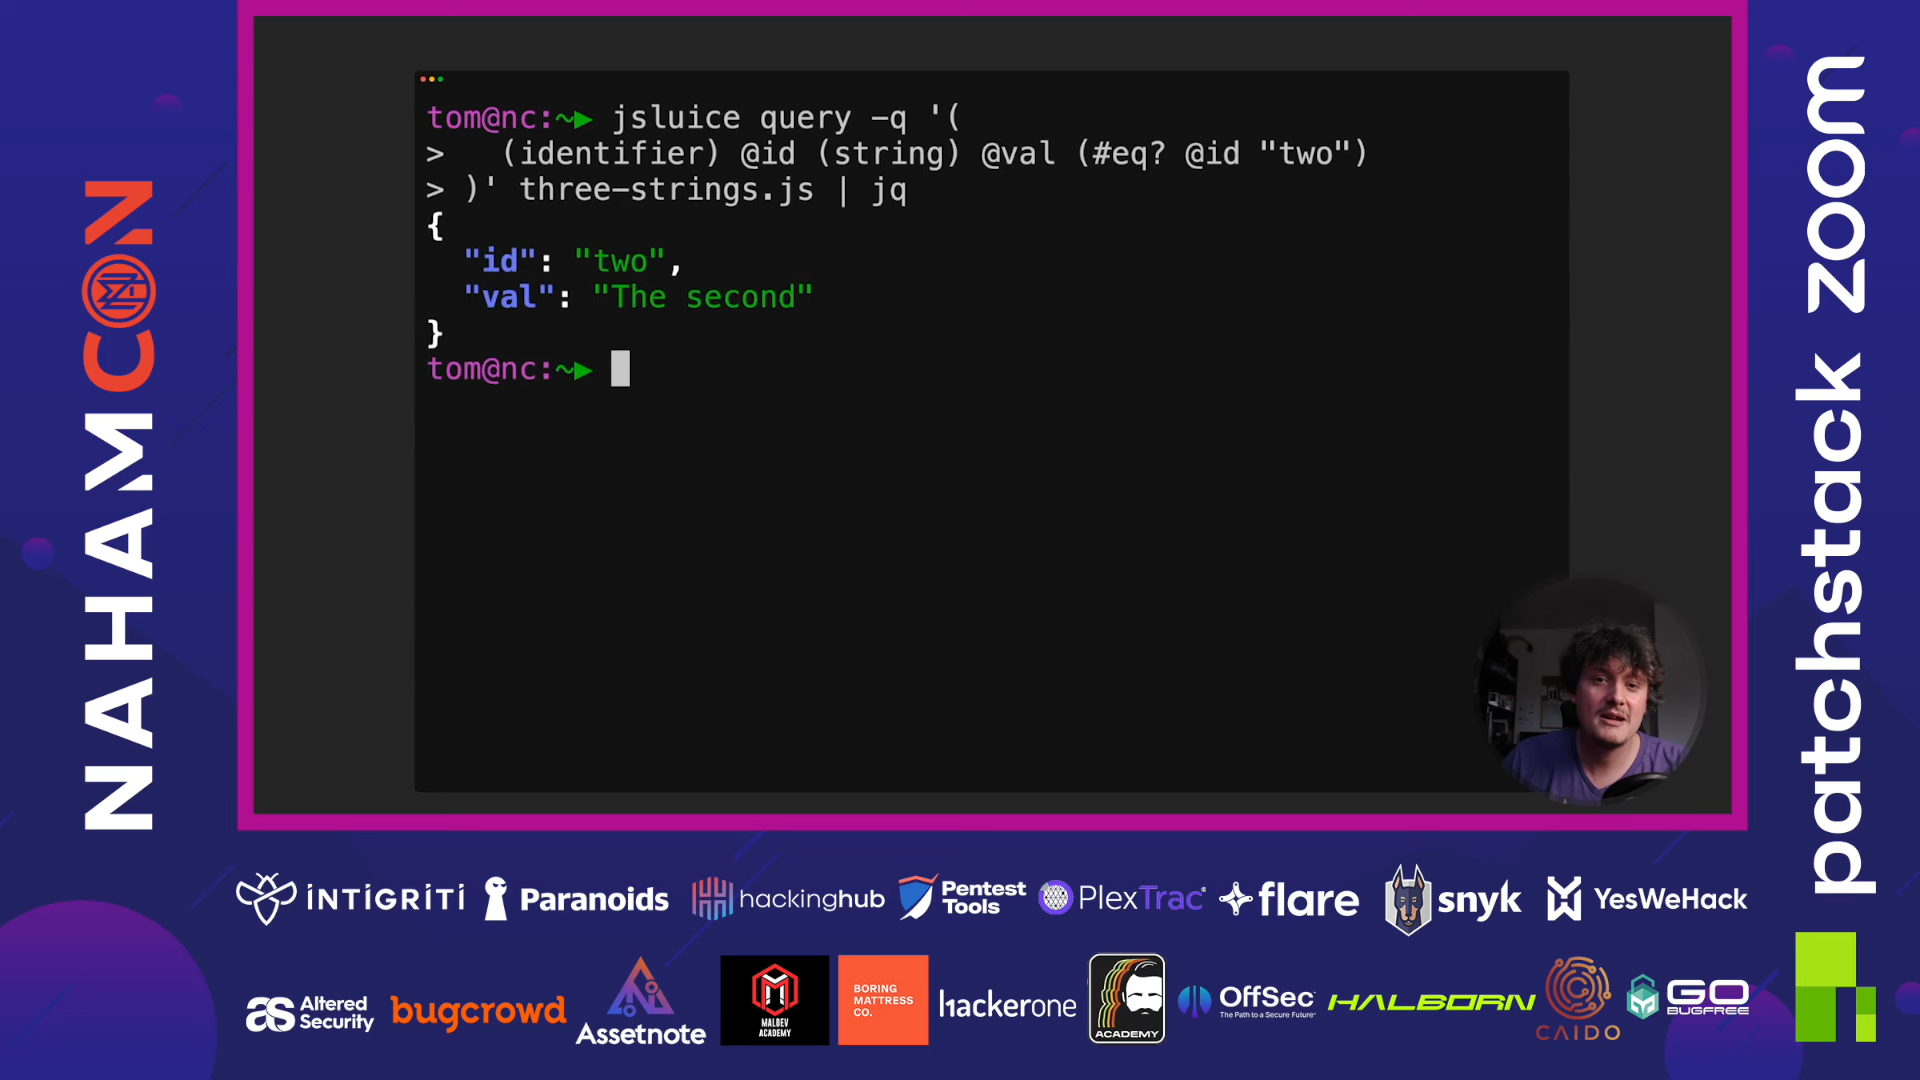 NAHAMCON
tom@nc:~▶ jsluice query -q '(
>   (identifier) @id (string) @val (#eq? @id "two")
> )' three-strings.js | jq
{
  "id": "two",
  "val": "The second"
}
tom@nc:~▶
patchstack zoom
INTIGRITI
Paranoids
hackinghub
Pentest
Tools
PlexTrac
flare
snyk
YesWeHack
as Altered
Security
bugcrowd
Assetnote
MALDEV
ACADEMY
BORING
MATTRESS
CO.
hackerone
ACADEMY
OffSec
The Path to a Secure Future
HALBORN
CAIDO
GO
BUGFREE